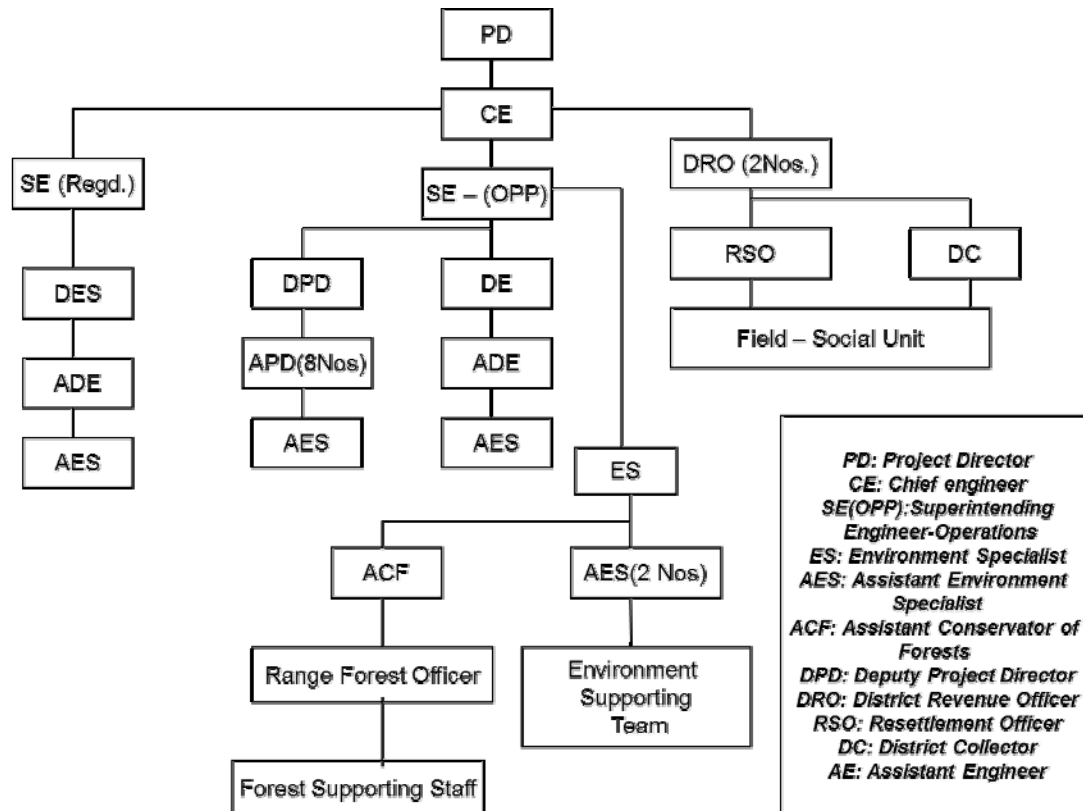 PD
CE
SE (Regd.)
SE – (OPP)
DRO (2Nos.)
DES
DPD
DE
RSO
DC
ADE
APD(8Nos)
ADE
Field – Social Unit
AES
AES
AES
ES
ACF
AES(2 Nos)
Range Forest Officer
Environment
Supporting
Team
Forest Supporting Staff
PD: Project Director
CE: Chief engineer
SE(OPP):Superintending
Engineer-Operations
ES: Environment Specialist
AES: Assistant Environment
Specialist
ACF: Assistant Conservator of
Forests
DPD: Deputy Project Director
DRO: District Revenue Officer
RSO: Resettlement Officer
DC: District Collector
AE: Assistant Engineer